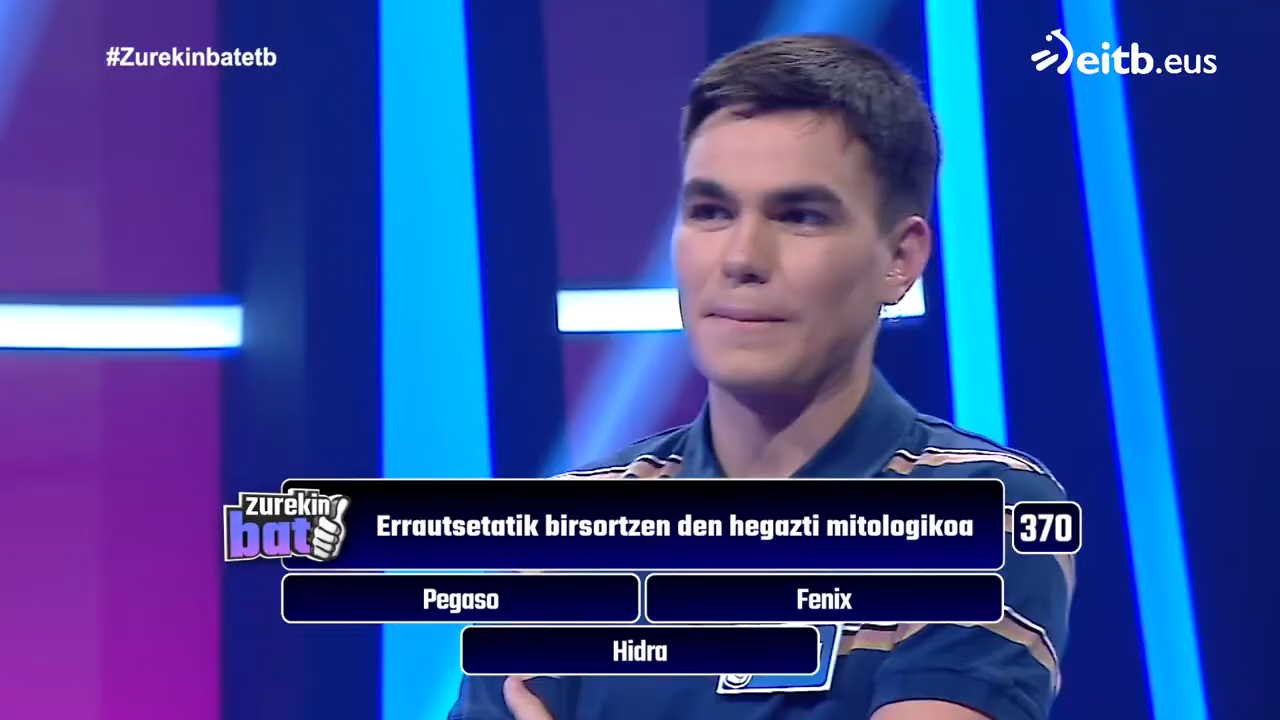 #Zurekinbatetb
eitb.eus
zurekin
bat
Errautsetatik birsortzen den hegazti mitologikoa
370
Pegaso
Fenix
Hidra